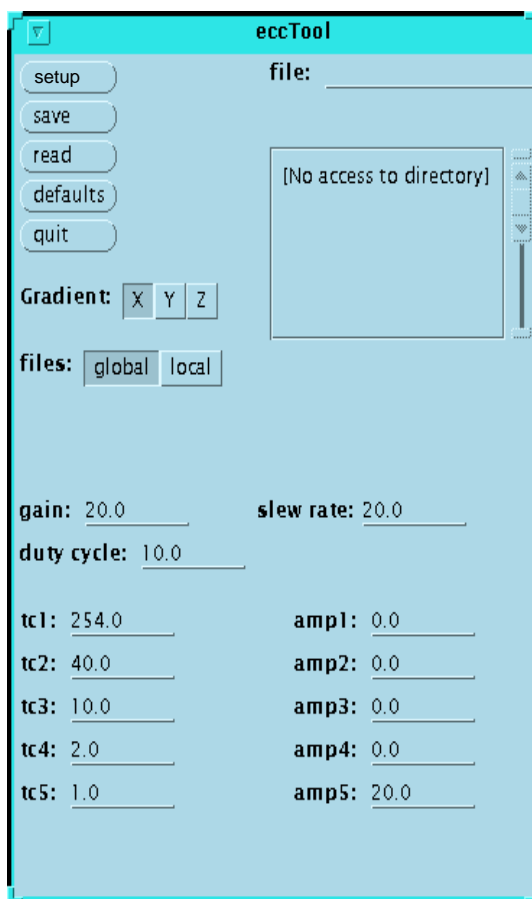 eccTool
setup
file:
save
read
[No access to directory]
defaults
quit
Gradient: X Y Z
files: global local
gain: 20.0 slew rate: 20.0
duty cycle: 10.0
tc1: 254.0 amp1: 0.0
tc2: 40.0 amp2: 0.0
tc3: 10.0 amp3: 0.0
tc4: 2.0 amp4: 0.0
tc5: 1.0 amp5: 20.0